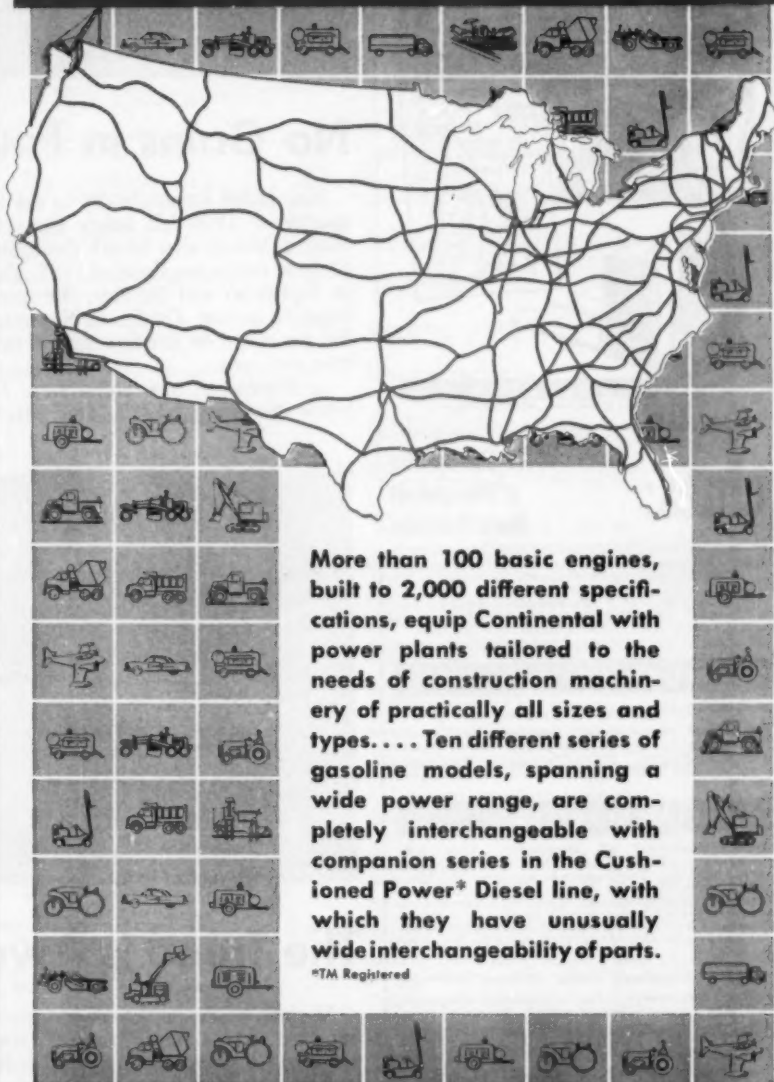 More than 100 basic engines,
built to 2,000 different specifi-
cations, equip Continental with
power plants tailored to the
needs of construction machin-
ery of practically all sizes and
types. . . . Ten different series of
gasoline models, spanning a
wide power range, are com-
pletely interchangeable with
companion series in the Cush-
ioned Power* Diesel line, with
which they have unusually
wide interchangeability of parts.
*TM Registered